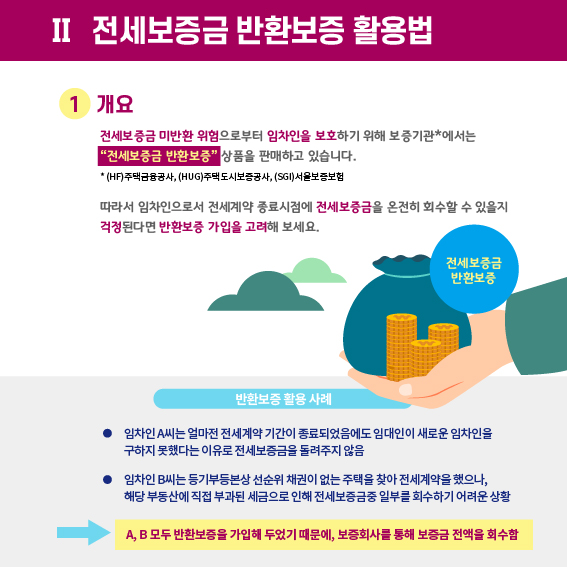 II 전세보증금 반환보증 활용법
1 개요
전세보증금 미반환 위험으로부터 임차인을 보호하기 위해 보증기관*에서는
“전세보증금 반환보증” 상품을 판매하고 있습니다.
* (HF)주택금융공사, (HUG)주택도시보증공사, (SGI)서울보증보험
따라서 임차인으로서 전세계약 종료시점에 전세보증금을 온전히 회수할 수 있을지
걱정된다면 반환보증 가입을 고려해 보세요.
전세보증금
반환보증
반환보증 활용 사례
● 임차인 A씨는 얼마전 전세계약 기간이 종료되었음에도 임대인이 새로운 임차인을
구하지 못했다는 이유로 전세보증금을 돌려주지 않음
● 임차인 B씨는 등기부등본상 선순위 채권이 없는 주택을 찾아 전세계약을 했으나,
해당 부동산에 직접 부과된 세금으로 인해 전세보증금중 일부를 회수하기 어려운 상황
A, B 모두 반환보증을 가입해 두었기 때문에, 보증회사를 통해 보증금 전액을 회수함